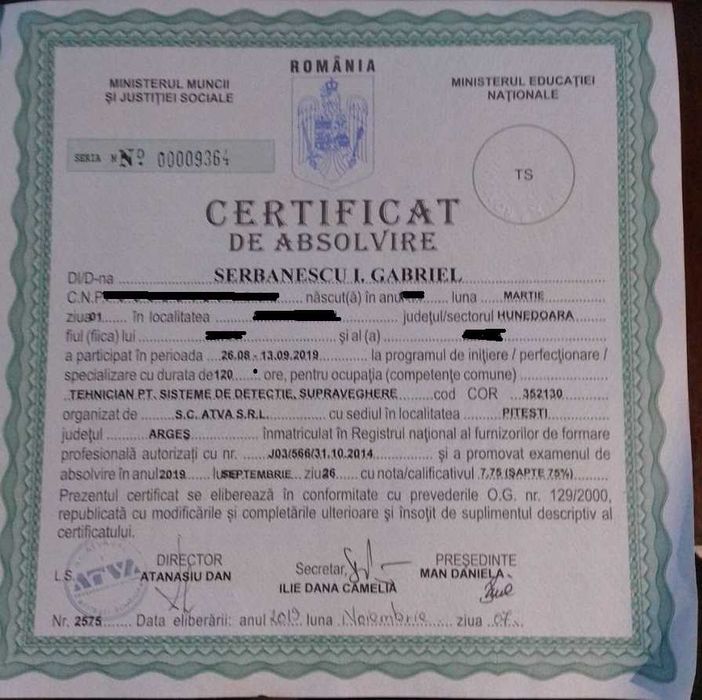 ROMÂNIA
MINISTERUL MUNCII
ȘI JUSTIȚIEI SOCIALE
MINISTERUL EDUCAȚIEI
NAȚIONALE
SERIA N Nº 00009364
TS
CERTIFICAT
DE ABSOLVIRE
Dl/D-na SERBANESCU I. GABRIEL
C.N.P. născut(ă) în anul luna MARTIE
ziua 01 în localitatea județul/sectorul HUNEDOARA
fiul (fiica) lui și al (a)
a participat în perioada 26.08 - 13.09.2019 la programul de inițiere / perfecționare /
specializare cu durata de 120 ore, pentru ocupația (competențe comune)
TEHNICIAN PT. SISTEME DE DETECTIE, SUPRAVEGHERE cod COR 352130
organizat de S.C. ATVA S.R.L. cu sediul în localitatea PITESTI
județul ARGEȘ înmatriculat în Registrul național al furnizorilor de formare
profesională autorizați cu nr. J03/566/31.10.2014 și a promovat examenul de
absolvire în anul 2019 luna SEPTEMBRIE ziua 26 cu nota/calificativul 7,75 (ȘAPTE 75%)
Prezentul certificat se eliberează în conformitate cu prevederile O.G. nr. 129/2000,
republicată cu modificările și completările ulterioare și însoțit de suplimentul descriptiv al
certificatului.
DIRECTOR Secretar, PREȘEDINTE
L.S. ATVA ATANASIU DAN ILIE DANA CAMELIA MAN DANIELA
Nr. 2575 Data eliberării: anul 2019 luna Noiembrie ziua 07